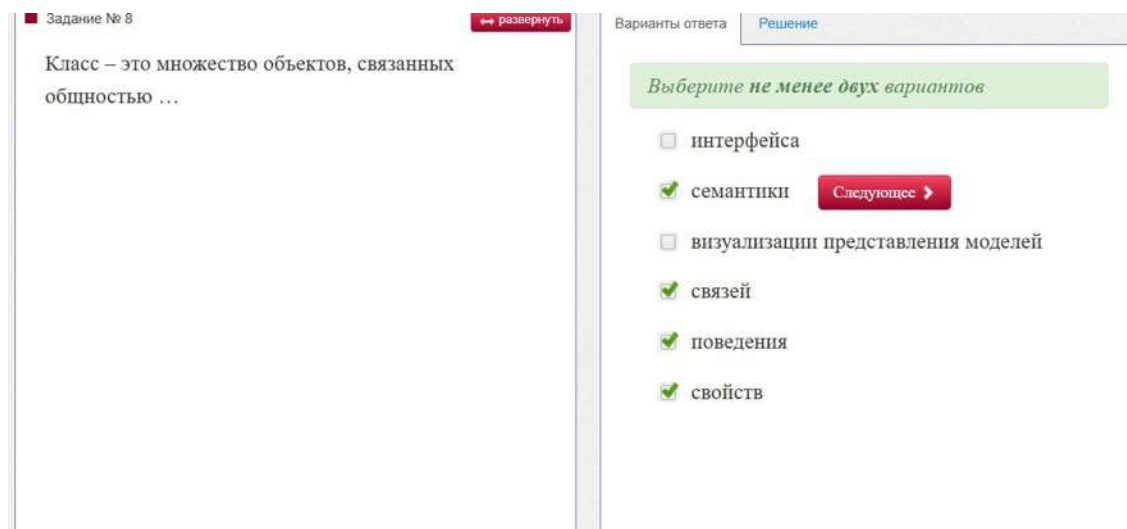 Задание № 8
развернуть
Класс – это множество объектов, связанных
общностью …
Варианты ответа
Решение
Выберите не менее двух вариантов
интерфейса
семантики
Следующее
визуализации представления моделей
связей
поведения
свойств